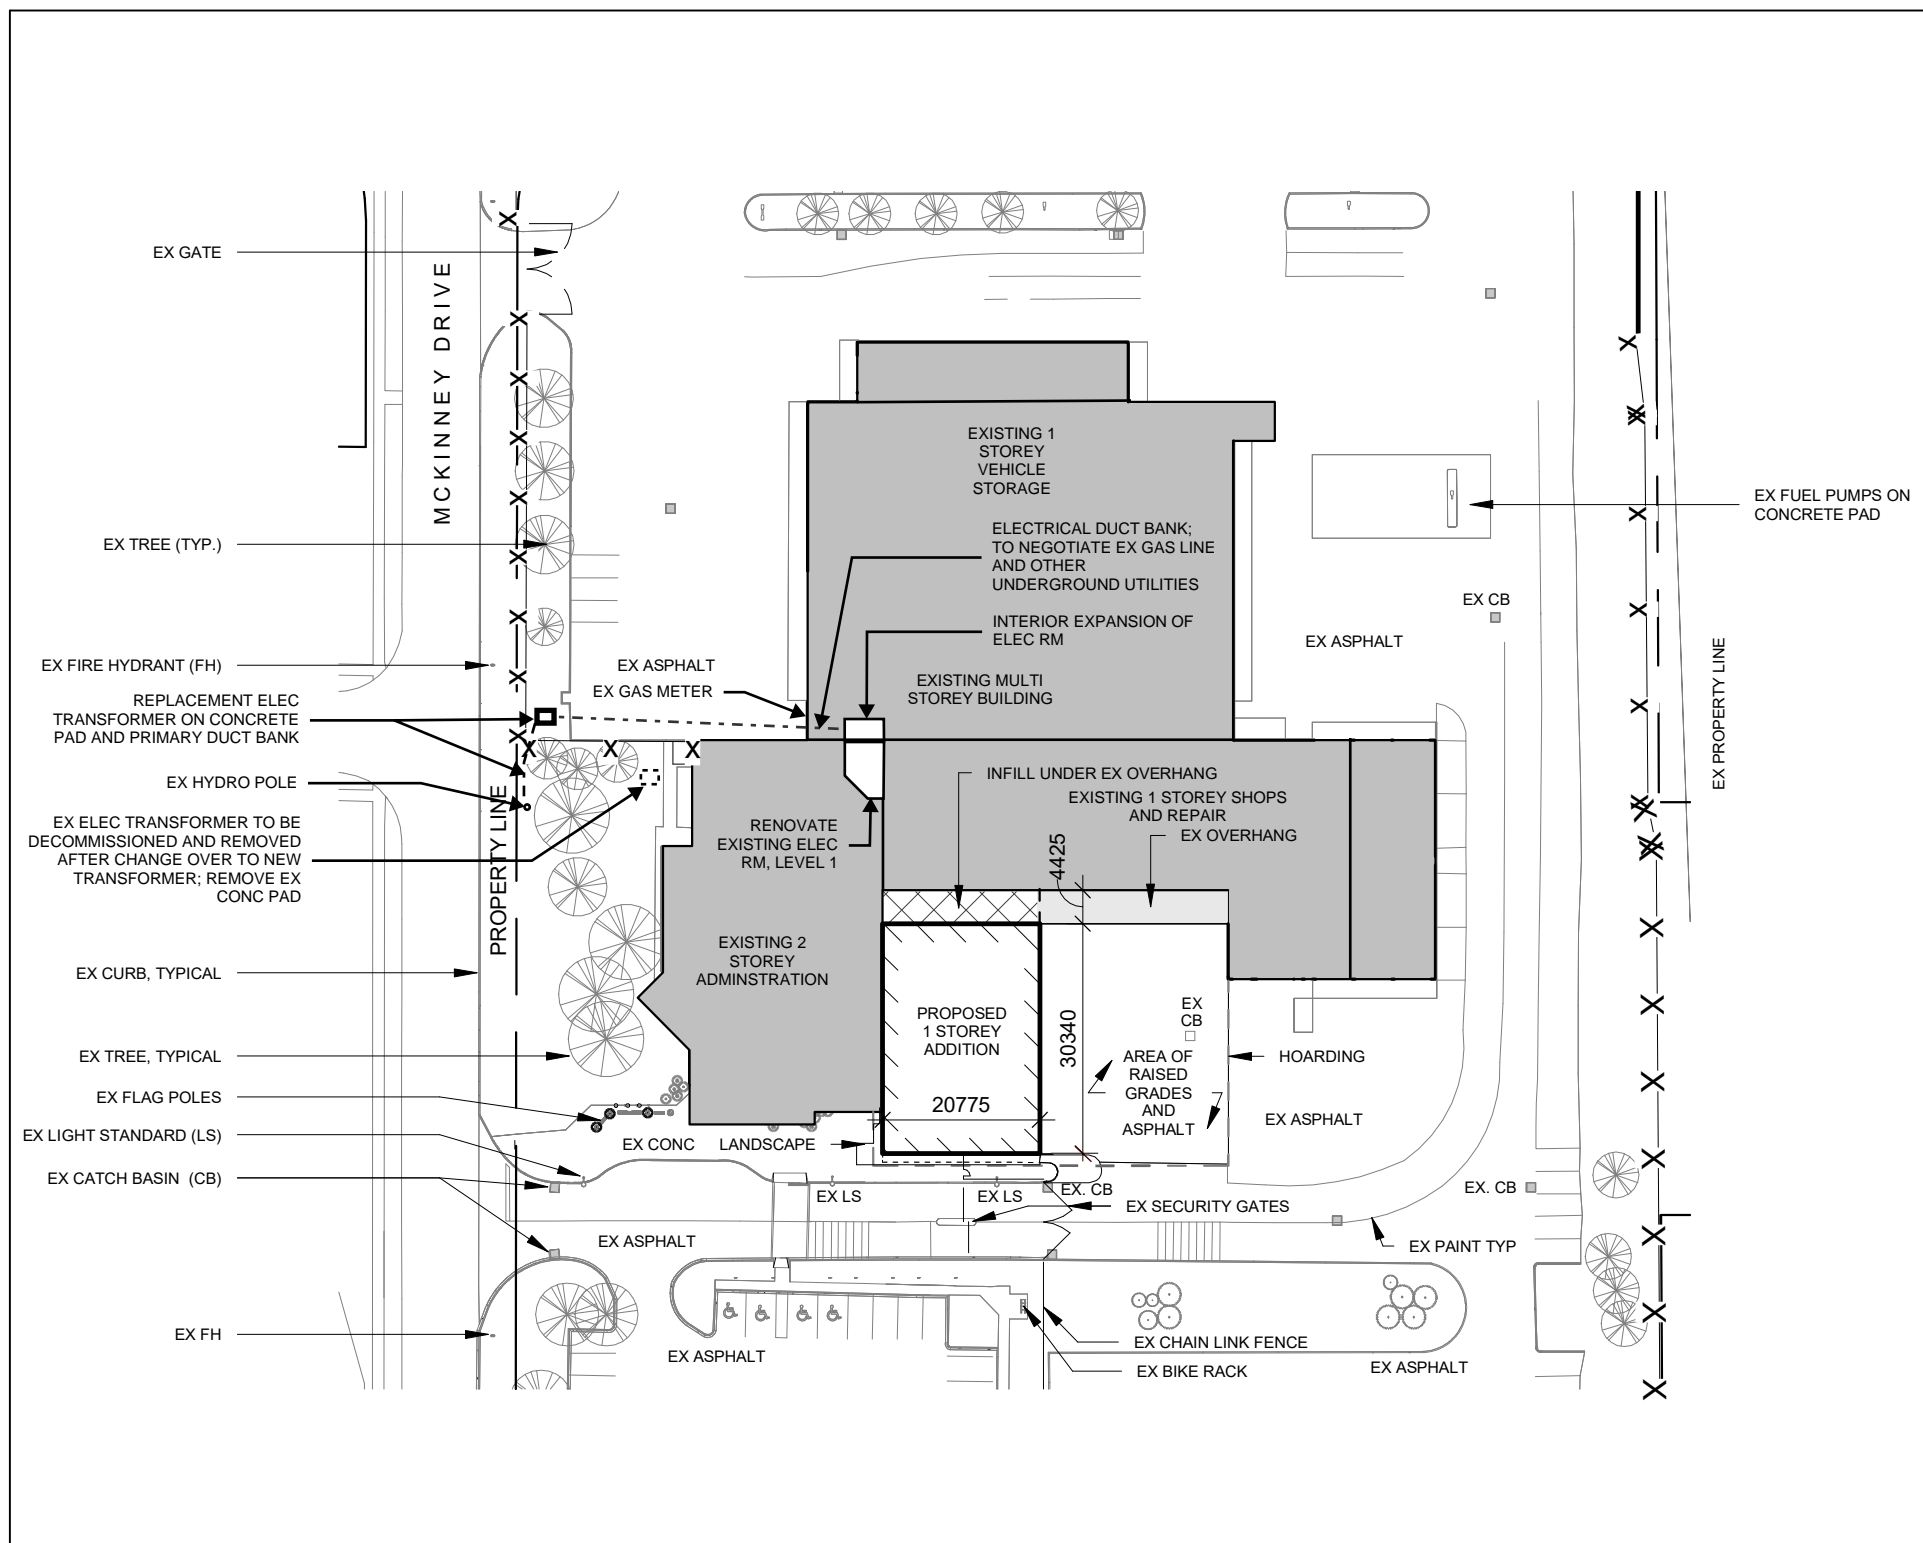 EX GATE
MCKINNEY DRIVE
EX TREE (TYP.)
EX FIRE HYDRANT (FH)
REPLACEMENT ELEC
TRANSFORMER ON CONCRETE
PAD AND PRIMARY DUCT BANK
EX HYDRO POLE
EX ELEC TRANSFORMER TO BE
DECOMMISSIONED AND REMOVED
AFTER CHANGE OVER TO NEW
TRANSFORMER; REMOVE EX
CONC PAD
PROPERTY LINE
EX CURB, TYPICAL
EX TREE, TYPICAL
EX FLAG POLES
EX LIGHT STANDARD (LS)
EX CATCH BASIN (CB)
EX FH
EXISTING 1
STOREY
VEHICLE
STORAGE
ELECTRICAL DUCT BANK;
TO NEGOTIATE EX GAS LINE
AND OTHER
UNDERGROUND UTILITIES
INTERIOR EXPANSION OF
ELEC RM
EX ASPHALT
EX GAS METER
EXISTING MULTI
STOREY BUILDING
INFILL UNDER EX OVERHANG
EXISTING 1 STOREY SHOPS
AND REPAIR
EX OVERHANG
4425
RENOVATE
EXISTING ELEC
RM, LEVEL 1
EXISTING 2
STOREY
ADMINSTRATION
PROPOSED
1 STOREY
ADDITION
30340
20775
EX
CB
AREA OF
RAISED
GRADES
AND
ASPHALT
HOARDING
EX ASPHALT
EX CONC
LANDSCAPE
EX LS
EX LS
EX. CB
EX SECURITY GATES
EX. CB
EX ASPHALT
EX PAINT TYP
EX CHAIN LINK FENCE
EX BIKE RACK
EX ASPHALT
EX ASPHALT
EX FUEL PUMPS ON
CONCRETE PAD
EX CB
EX ASPHALT
EX PROPERTY LINE